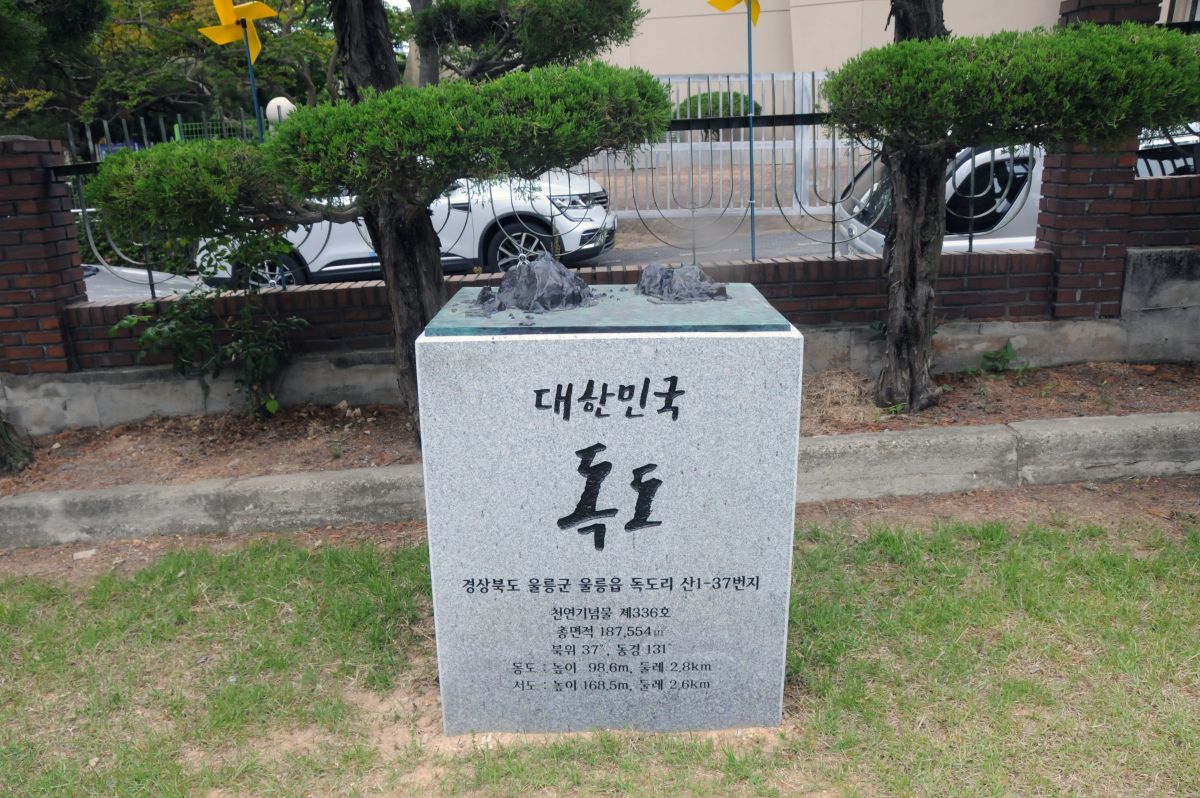 대한민국
독도
경상북도 울릉군 울릉읍 독도리 산1-37번지
천연기념물 제336호
총면적 187,554㎡
북위 37°, 동경 131°
동도 : 높이 98.6m, 둘레 2.8km
서도 : 높이 168.5m, 둘레 2.6km